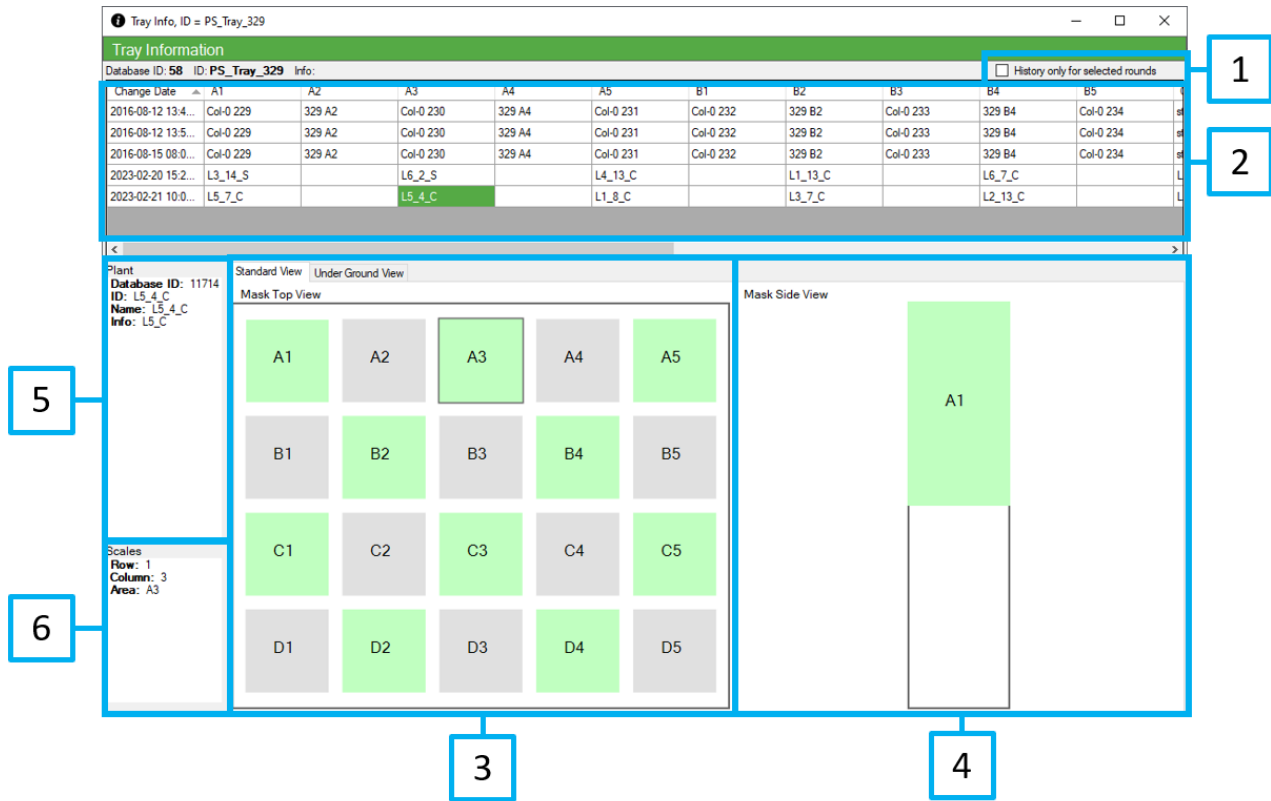 Tray Info, ID = PS_Tray_329
Tray Information
Database ID: 58 ID: PS_Tray_329 Info:
History only for selected rounds
1
Change Date A1 A2 A3 A4 A5 B1 B2 B3 B4 B5
2016-08-12 13:4... Col-0 229 329 A2 Col-0 230 329 A4 Col-0 231 Col-0 232 329 B2 Col-0 233 329 B4 Col-0 234
2016-08-12 13:5... Col-0 229 329 A2 Col-0 230 329 A4 Col-0 231 Col-0 232 329 B2 Col-0 233 329 B4 Col-0 234
2016-08-15 08:0... Col-0 229 329 A2 Col-0 230 329 A4 Col-0 231 Col-0 232 329 B2 Col-0 233 329 B4 Col-0 234
2023-02-20 15:2... L3_14_S L6_2_S L4_13_C L1_13_C L6_7_C L
2023-02-21 10:0... L5_7_C L5_4_C L1_8_C L3_7_C L2_13_C L
2
Plant
Database ID: 11714
ID: L5_4_C
Name: L5_4_C
Info: L5_C
5
Scales
Row: 1
Column: 3
Area: A3
6
Standard View Under Ground View
Mask Top View
A1 A2 A3 A4 A5
B1 B2 B3 B4 B5
C1 C2 C3 C4 C5
D1 D2 D3 D4 D5
3
Mask Side View
A1
4